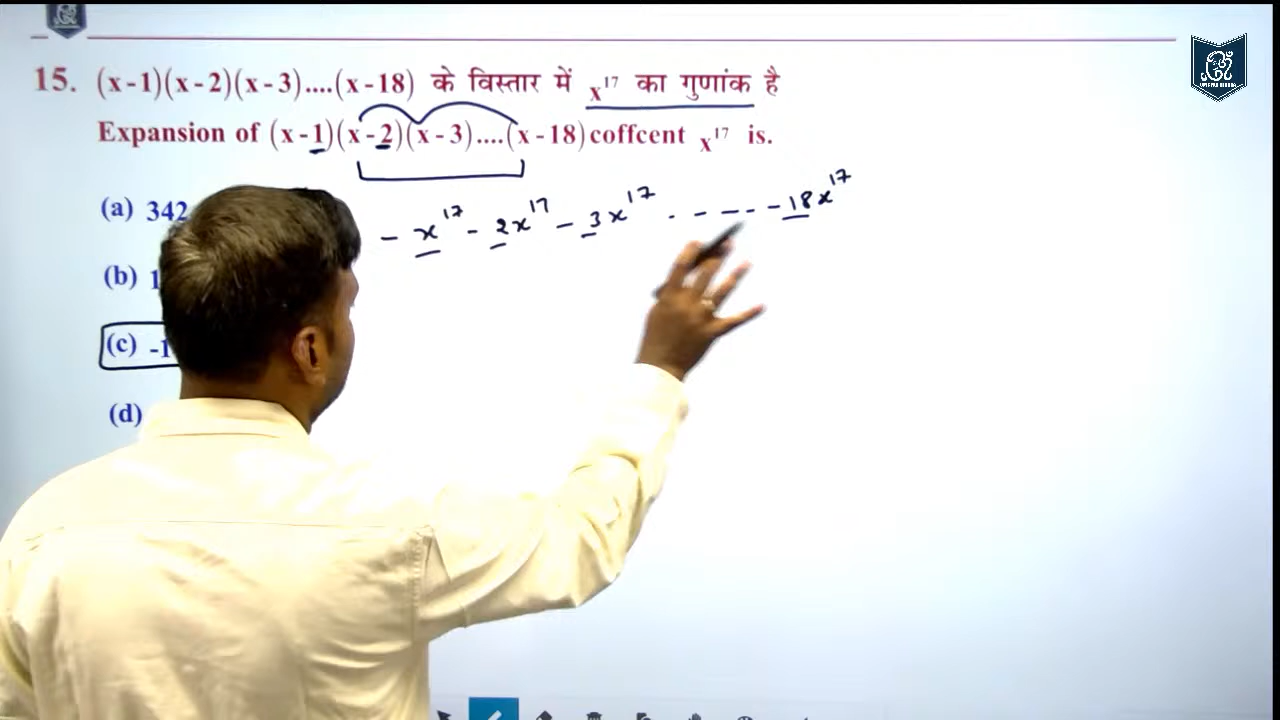 15. (x-1)(x-2)(x-3)....(x-18) के विस्तार में x¹⁷ का गुणांक है
Expansion of (x-1)(x-2)(x-3)....(x-18) coffcent x¹⁷ is.
(a) 342
- x¹⁷ - 2x¹⁷ - 3x¹⁷ . - -- - - 18x¹⁷
(b) 1
(c) -1
(d)